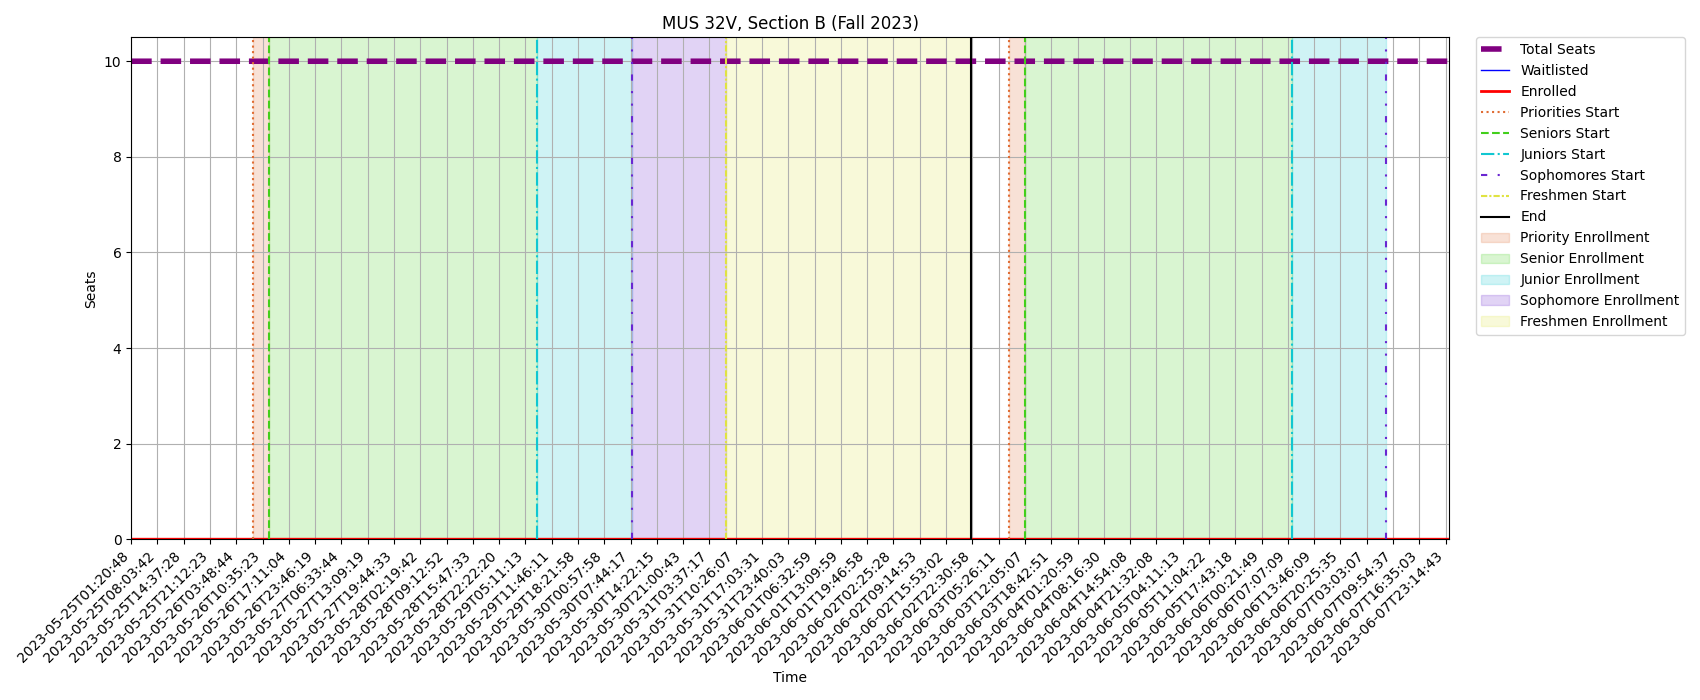 MUS 32V, Section B (Fall 2023)
10
8
6
4
2
0
Seats
2023-05-25T01:20:48
2023-05-25T08:03:42
2023-05-25T14:37:28
2023-05-25T21:12:23
2023-05-26T03:48:44
2023-05-26T10:35:23
2023-05-26T17:11:04
2023-05-26T23:46:19
2023-05-27T06:33:44
2023-05-27T13:09:19
2023-05-27T19:44:33
2023-05-28T02:19:42
2023-05-28T09:12:52
2023-05-28T15:47:33
2023-05-28T22:22:20
2023-05-29T05:11:13
2023-05-29T11:46:11
2023-05-29T18:21:58
2023-05-30T00:57:58
2023-05-30T07:44:17
2023-05-30T14:22:15
2023-05-30T21:00:43
2023-05-31T03:37:17
2023-05-31T10:26:07
2023-05-31T17:03:31
2023-05-31T23:40:03
2023-06-01T06:32:59
2023-06-01T13:09:59
2023-06-01T19:46:58
2023-06-02T02:25:28
2023-06-02T09:14:53
2023-06-02T15:53:02
2023-06-02T22:30:58
2023-06-03T05:26:11
2023-06-03T12:05:07
2023-06-03T18:42:51
2023-06-04T01:20:59
2023-06-04T08:16:30
2023-06-04T14:54:08
2023-06-04T21:32:08
2023-06-05T04:11:13
2023-06-05T11:04:22
2023-06-05T17:43:18
2023-06-06T00:21:49
2023-06-06T07:07:09
2023-06-06T13:46:09
2023-06-06T20:25:35
2023-06-07T03:03:07
2023-06-07T09:54:37
2023-06-07T16:35:03
2023-06-07T23:14:43
Time
Total Seats
Waitlisted
Enrolled
Priorities Start
Seniors Start
Juniors Start
Sophomores Start
Freshmen Start
End
Priority Enrollment
Senior Enrollment
Junior Enrollment
Sophomore Enrollment
Freshmen Enrollment